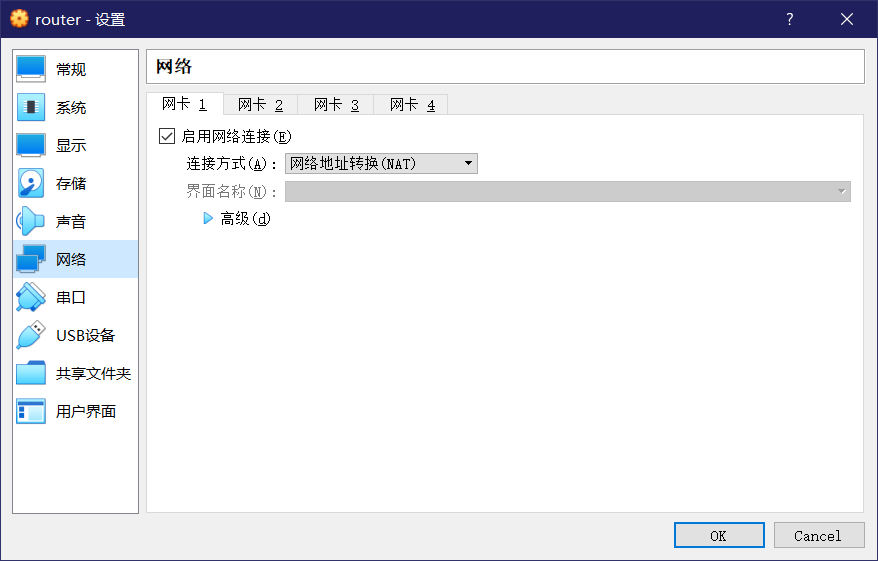 router - 设置
?
常规
系统
显示
存储
声音
网络
串口
USB设备
共享文件夹
用户界面
网络
网卡 1 网卡 2 网卡 3 网卡 4
启用网络连接(E)
连接方式(A): 网络地址转换(NAT)
界面名称(N):
高级(d)
OK Cancel